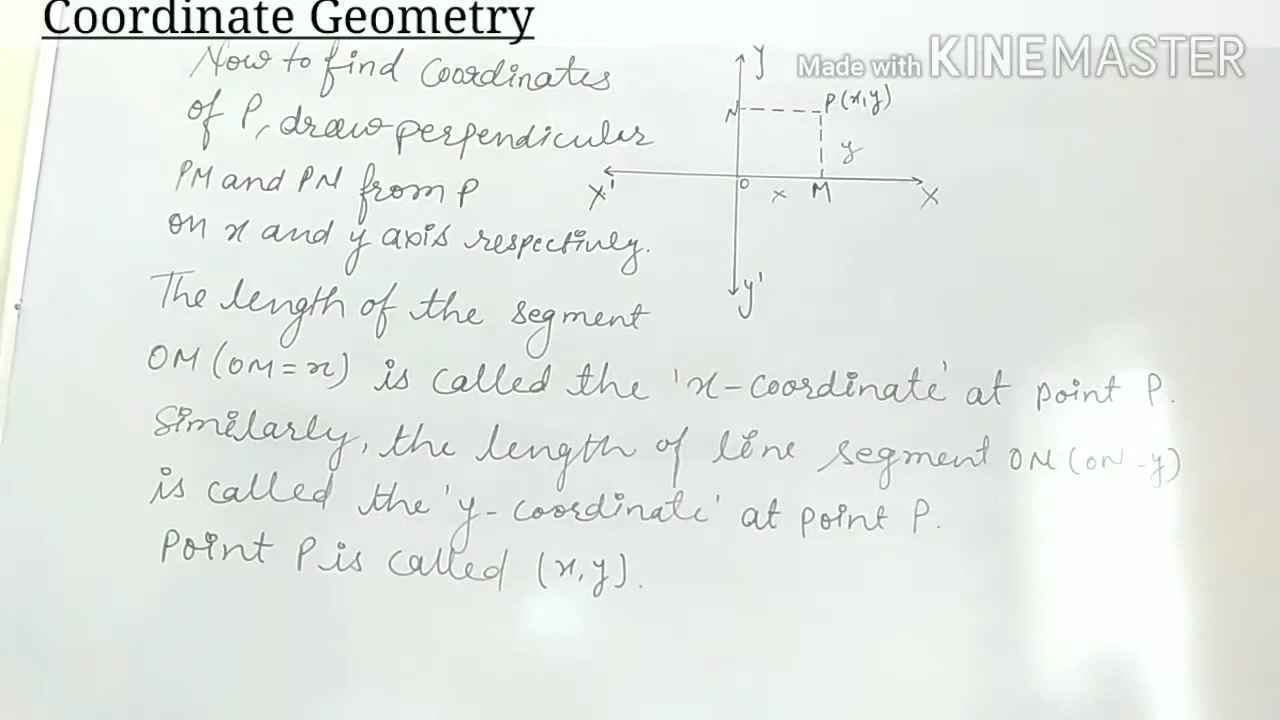 Coordinate Geometry
Made with KINEMASTER
Now to find coordinates
of P, draw perpendicular
PM and PN from P
on x and y axis respectively.
The length of the segment
OM (OM = x) is called the 'x-coordinate' at point P.
Similarly, the length of line segment ON (ON = y)
is called the 'y-coordinate' at point P.
Point P is called (x, y).
y
N
P(x,y)
y
X'
O
x
M
X
y'